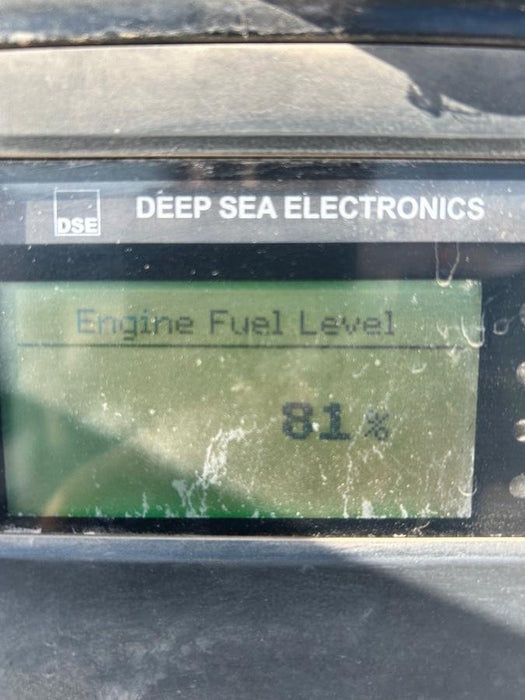 DSE DEEP SEA ELECTRONICS
Engine Fuel Level
81%